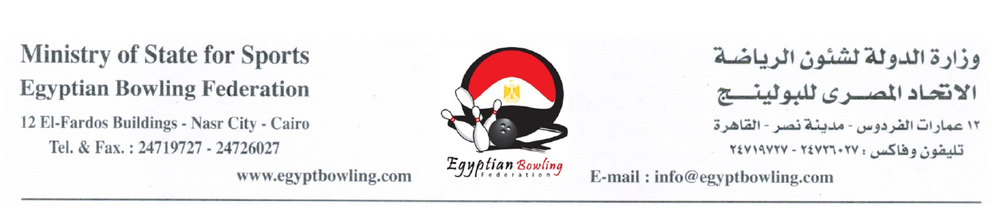 Ministry of State for Sports
Egyptian Bowling Federation
12 El-Fardos Buildings - Nasr City - Cairo
Tel. & Fax. : 24719727 - 24726027
www.egyptbowling.com
Egyptian Bowling
Federation
وزارة الدولة لشئون الرياضة
الاتحاد المصــرى للبولينــــج
١٢ عمارات الفردوس - مدينة نصر - القاهرة
تليفون وفاكس : ٢٤٧٢٦٠٢٧ - ٢٤٧١٩٧٢٧
E-mail : info@egyptbowling.com